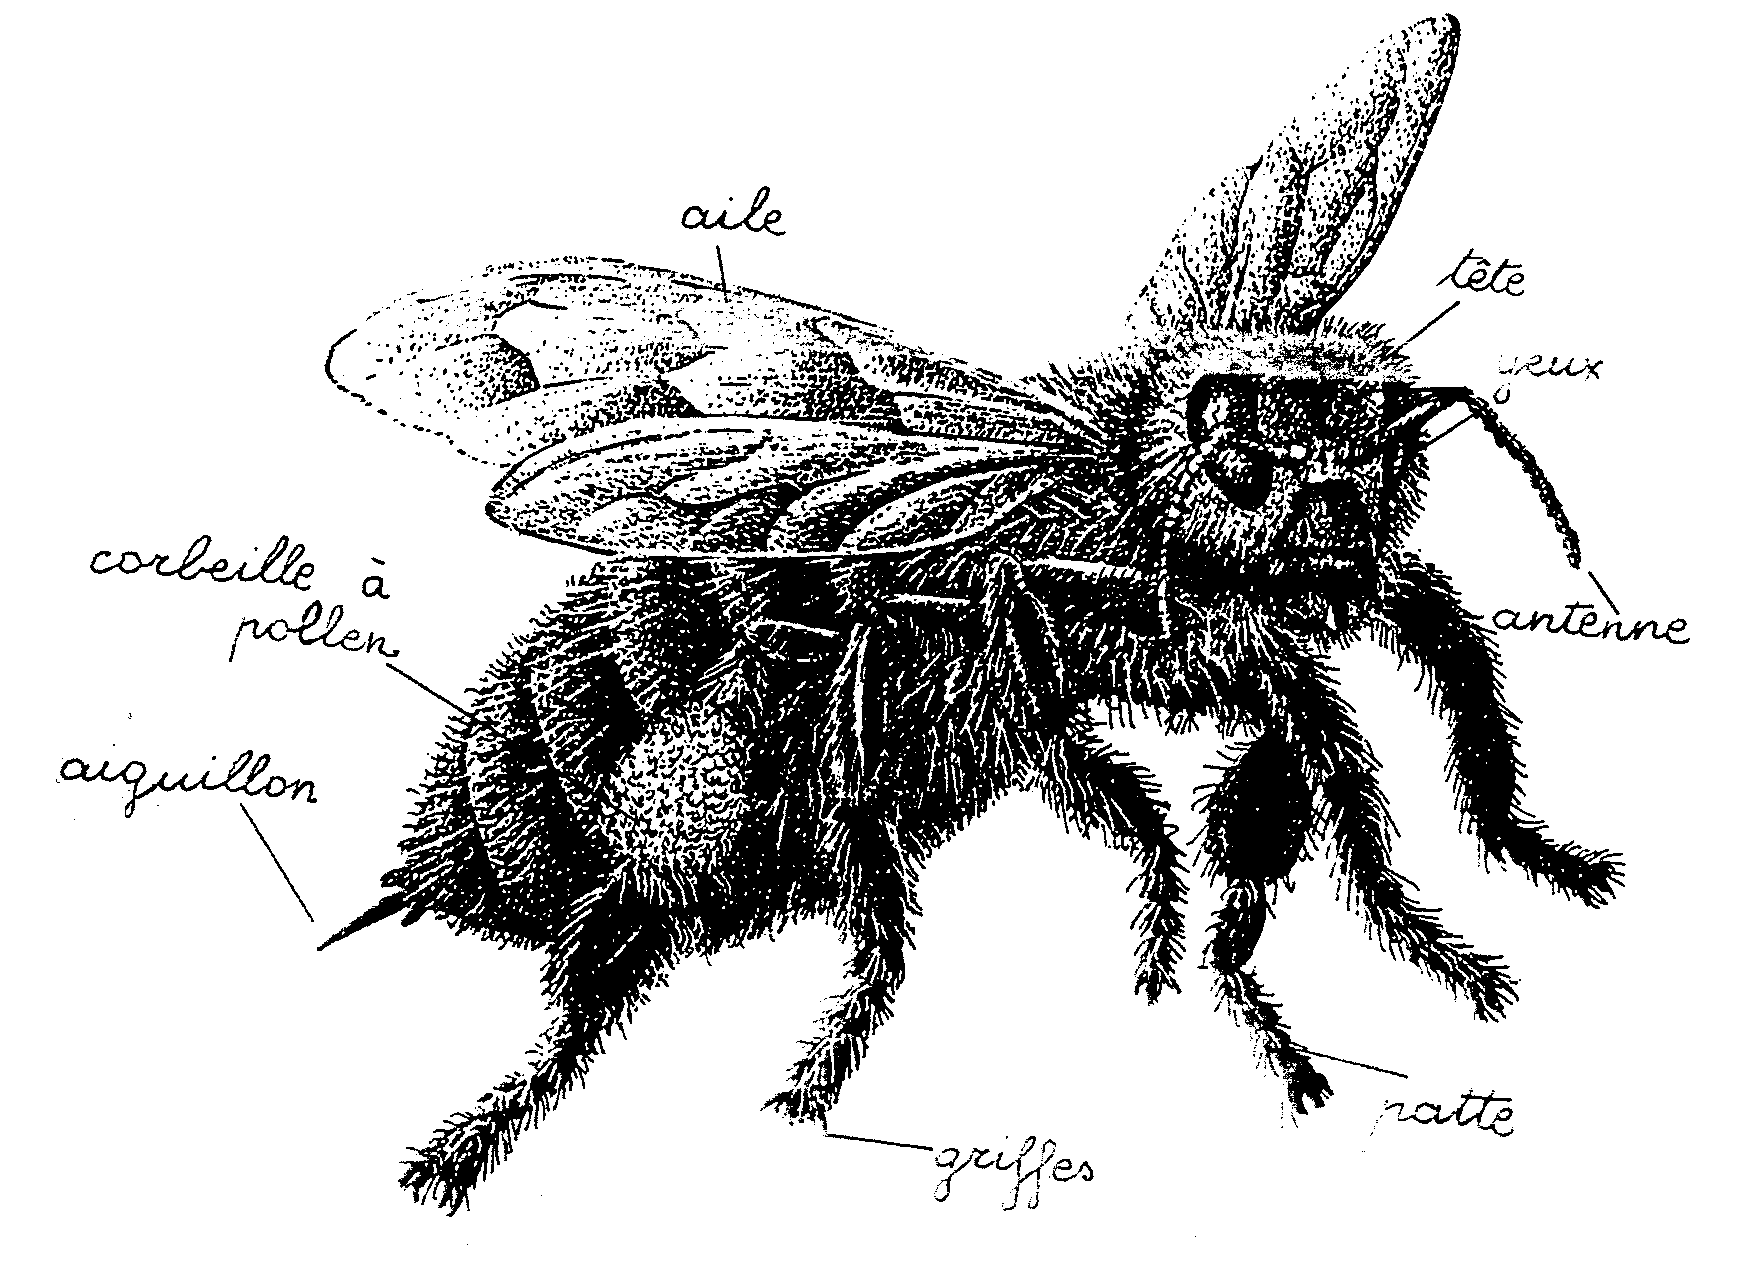 aile
tête
yeux
corbeille à
pollen
antenne
aiguillon
patte
griffes